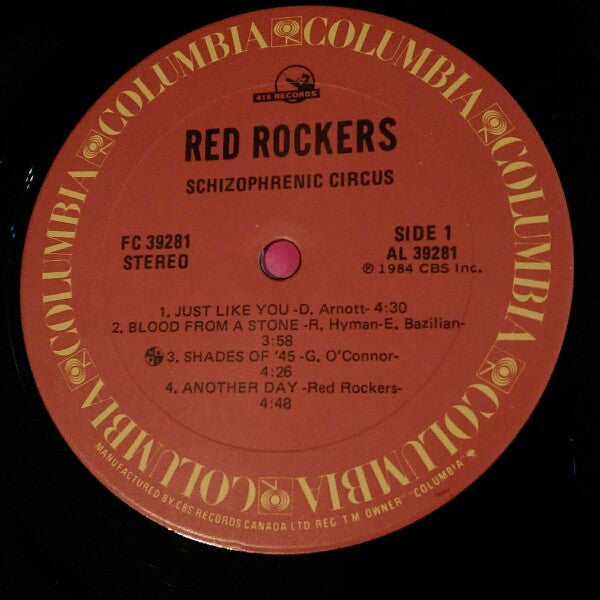 COLUMBIA COLUMBIA COLUMBIA COLUMBIA COLUMBIA COLUMBIA COLUMBIA COLUMBIA
415 RECORDS
RED ROCKERS
SCHIZOPHRENIC CIRCUS
FC 39281
STEREO
SIDE 1
AL 39281
℗ 1984 CBS Inc.
1. JUST LIKE YOU -D. Arnott- 4:30
2. BLOOD FROM A STONE -R. Hyman-E. Bazilian-
3:58
3. SHADES OF '45 -G. O'Connor-
4:26
4. ANOTHER DAY -Red Rockers-
4:48
MANUFACTURED BY CBS RECORDS CANADA LTD REG. T M OWNER "COLUMBIA"